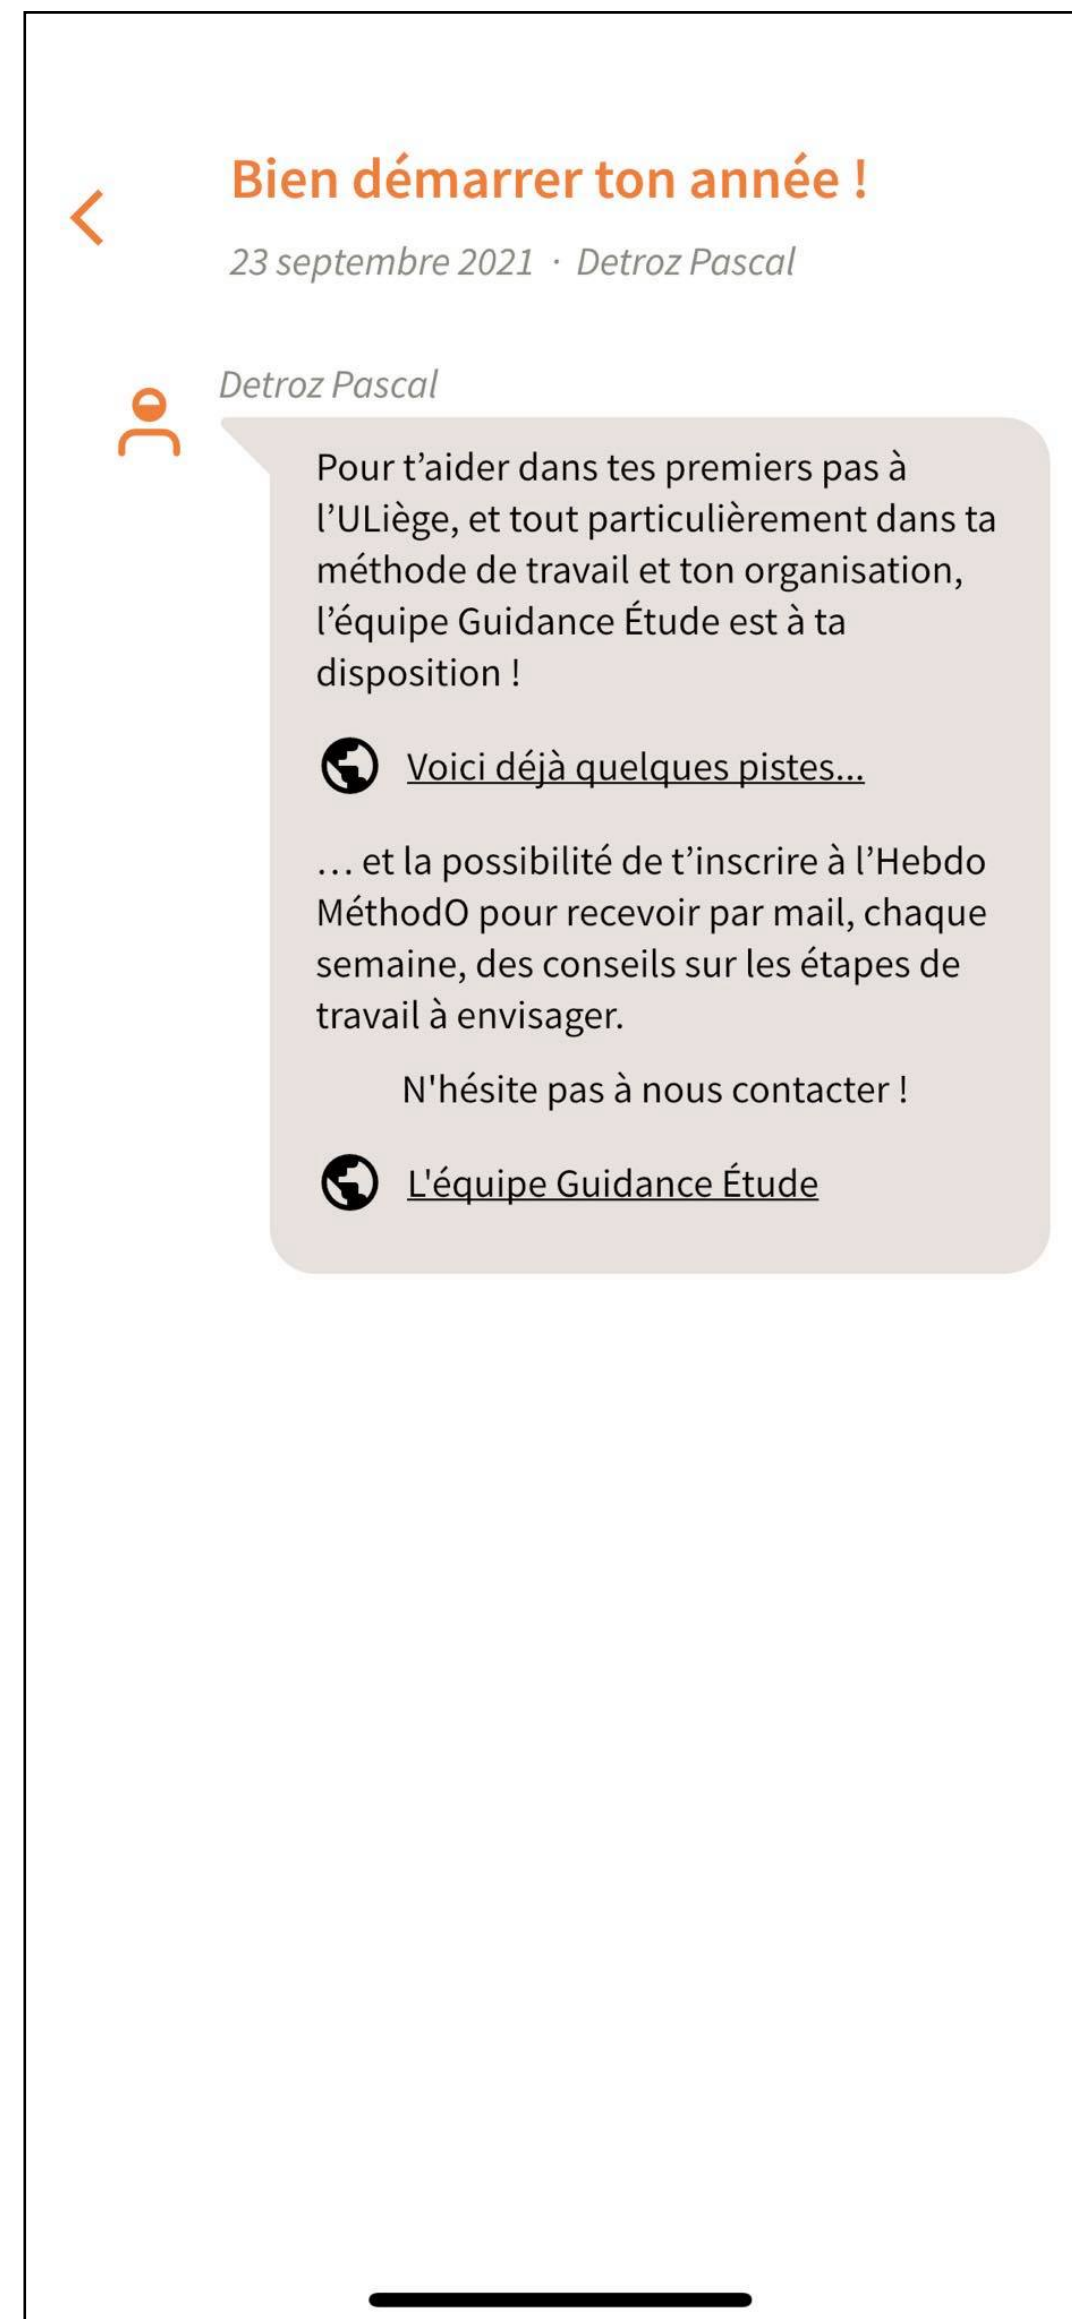 Bien démarrer ton année !
23 septembre 2021 · Detroz Pascal
Detroz Pascal
Pour t’aider dans tes premiers pas à
l’ULiège, et tout particulièrement dans ta
méthode de travail et ton organisation,
l’équipe Guidance Étude est à ta
disposition !
Voici déjà quelques pistes...
… et la possibilité de t’inscrire à l’Hebdo
MéthodO pour recevoir par mail, chaque
semaine, des conseils sur les étapes de
travail à envisager.
N'hésite pas à nous contacter !
L'équipe Guidance Étude